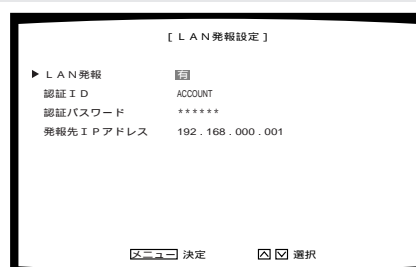 [ＬＡＮ発報設定]
▶ ＬＡＮ発報 有
認証ＩＤ ACCOUNT
認証パスワード ******
発報先ＩＰアドレス 192.168.000.001
メニュー 決定 ∧ ∨ 選択